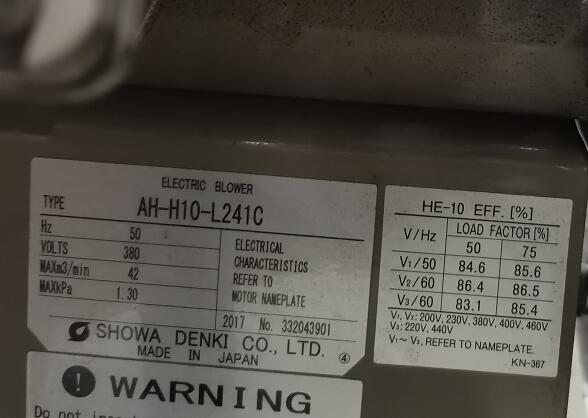 ELECTRIC BLOWER
TYPE AH-H10-L241C
Hz 50
VOLTS 380
MAXm3/min 42
MAXkPa 1.30
ELECTRICAL
CHARACTERISTICS
REFER TO
MOTOR NAMEPLATE
2017 No. 332043901
SHOWA DENKI CO., LTD.
MADE IN JAPAN ④
HE-10 EFF. [%]
V/Hz LOAD FACTOR [%]
50 75
V1/50 84.6 85.6
V2/60 86.4 86.5
V3/60 83.1 85.4
V1, V2: 200V, 230V, 380V, 400V, 460V
V3: 220V, 440V
V1~ V3, REFER TO NAMEPLATE.
KN-367
WARNING
Do not